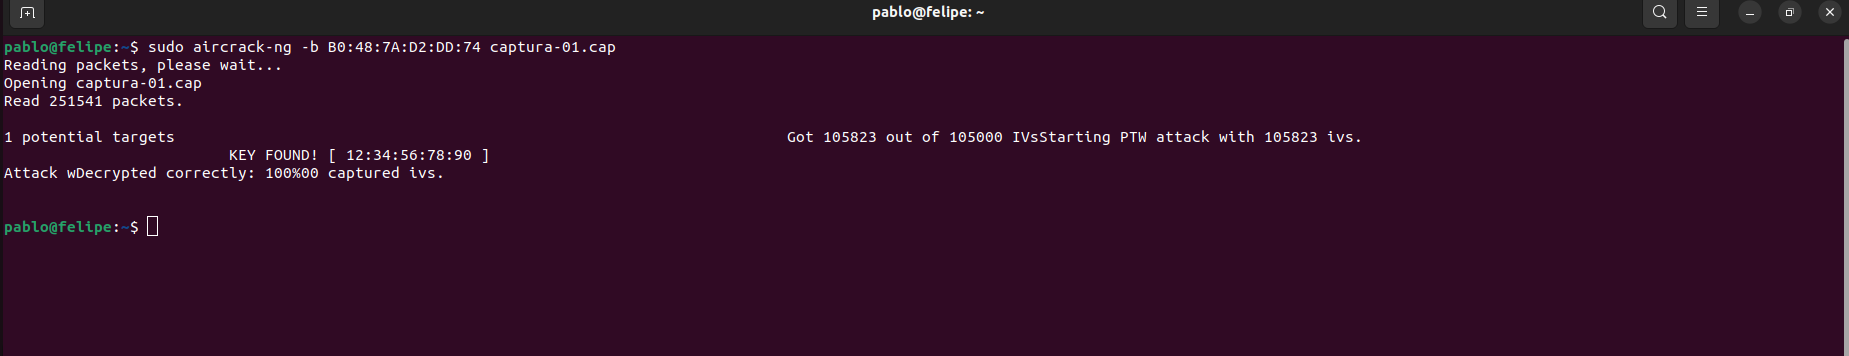 pablo@felipe: ~
pablo@felipe:~$ sudo aircrack-ng -b B0:48:7A:D2:DD:74 captura-01.cap
Reading packets, please wait...
Opening captura-01.cap
Read 251541 packets.
1 potential targets Got 105823 out of 105000 IVsStarting PTW attack with 105823 ivs.
KEY FOUND! [ 12:34:56:78:90 ]
Attack wDecrypted correctly: 100%00 captured ivs.
pablo@felipe:~$